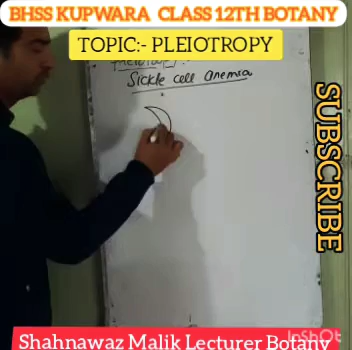 BHSS KUPWARA CLASS 12TH BOTANY
TOPIC:- PLEIOTROPY
Sickle cell anemia
SUBSCRIBE
InShOt
Shahnawaz Malik Lecturer Botany